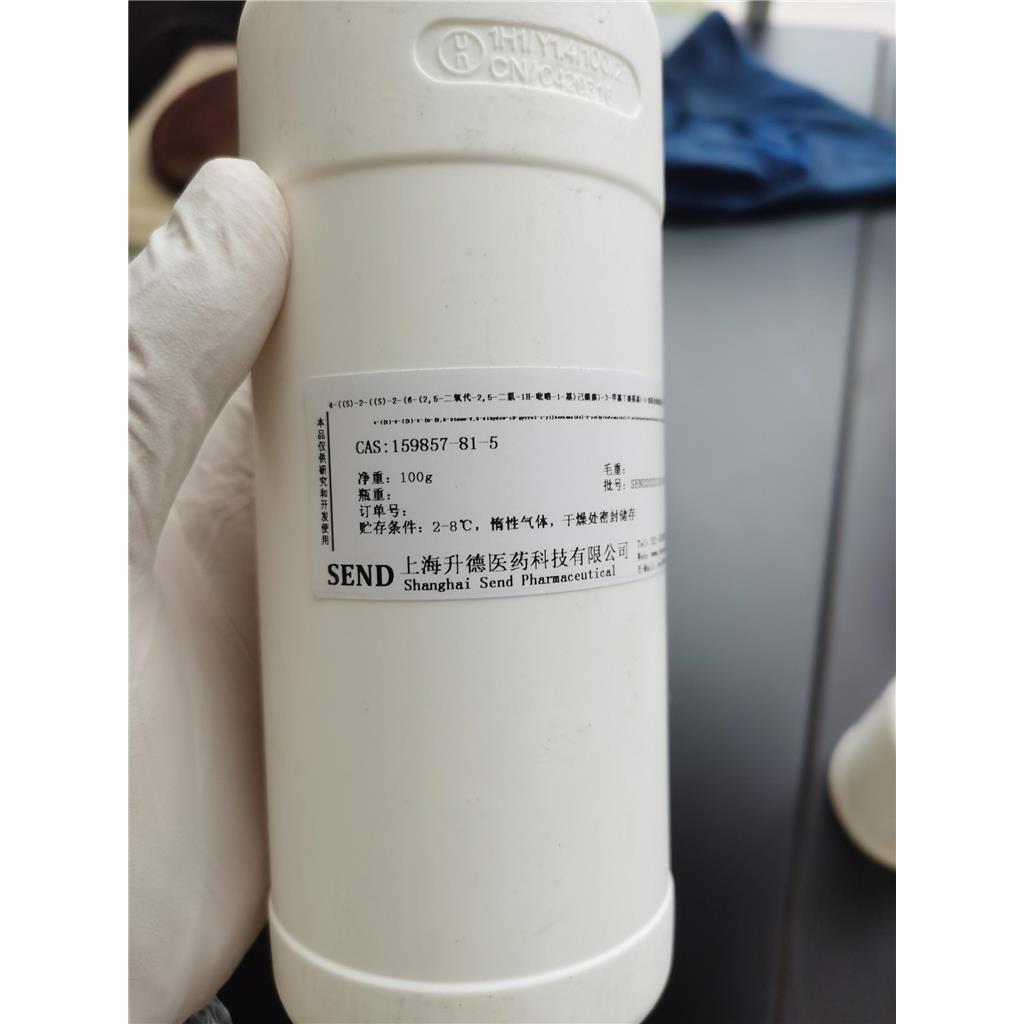 1H1/Y1.4/100/2
CN/C420316
4-((S)-2-((S)-2-(6-(2,5-二氧代-2,5-二氢-1H-吡咯-1-基)己酰胺)-3-甲基丁酰胺基)
本品仅供研究和开发使用
CAS:159857-81-5
净重: 100g
毛重:
瓶重:
批号:
订单号:
贮存条件: 2-8℃, 惰性气体, 干燥处密封储存
SEND 上海升德医药科技有限公司
Shanghai Send Pharmaceutical